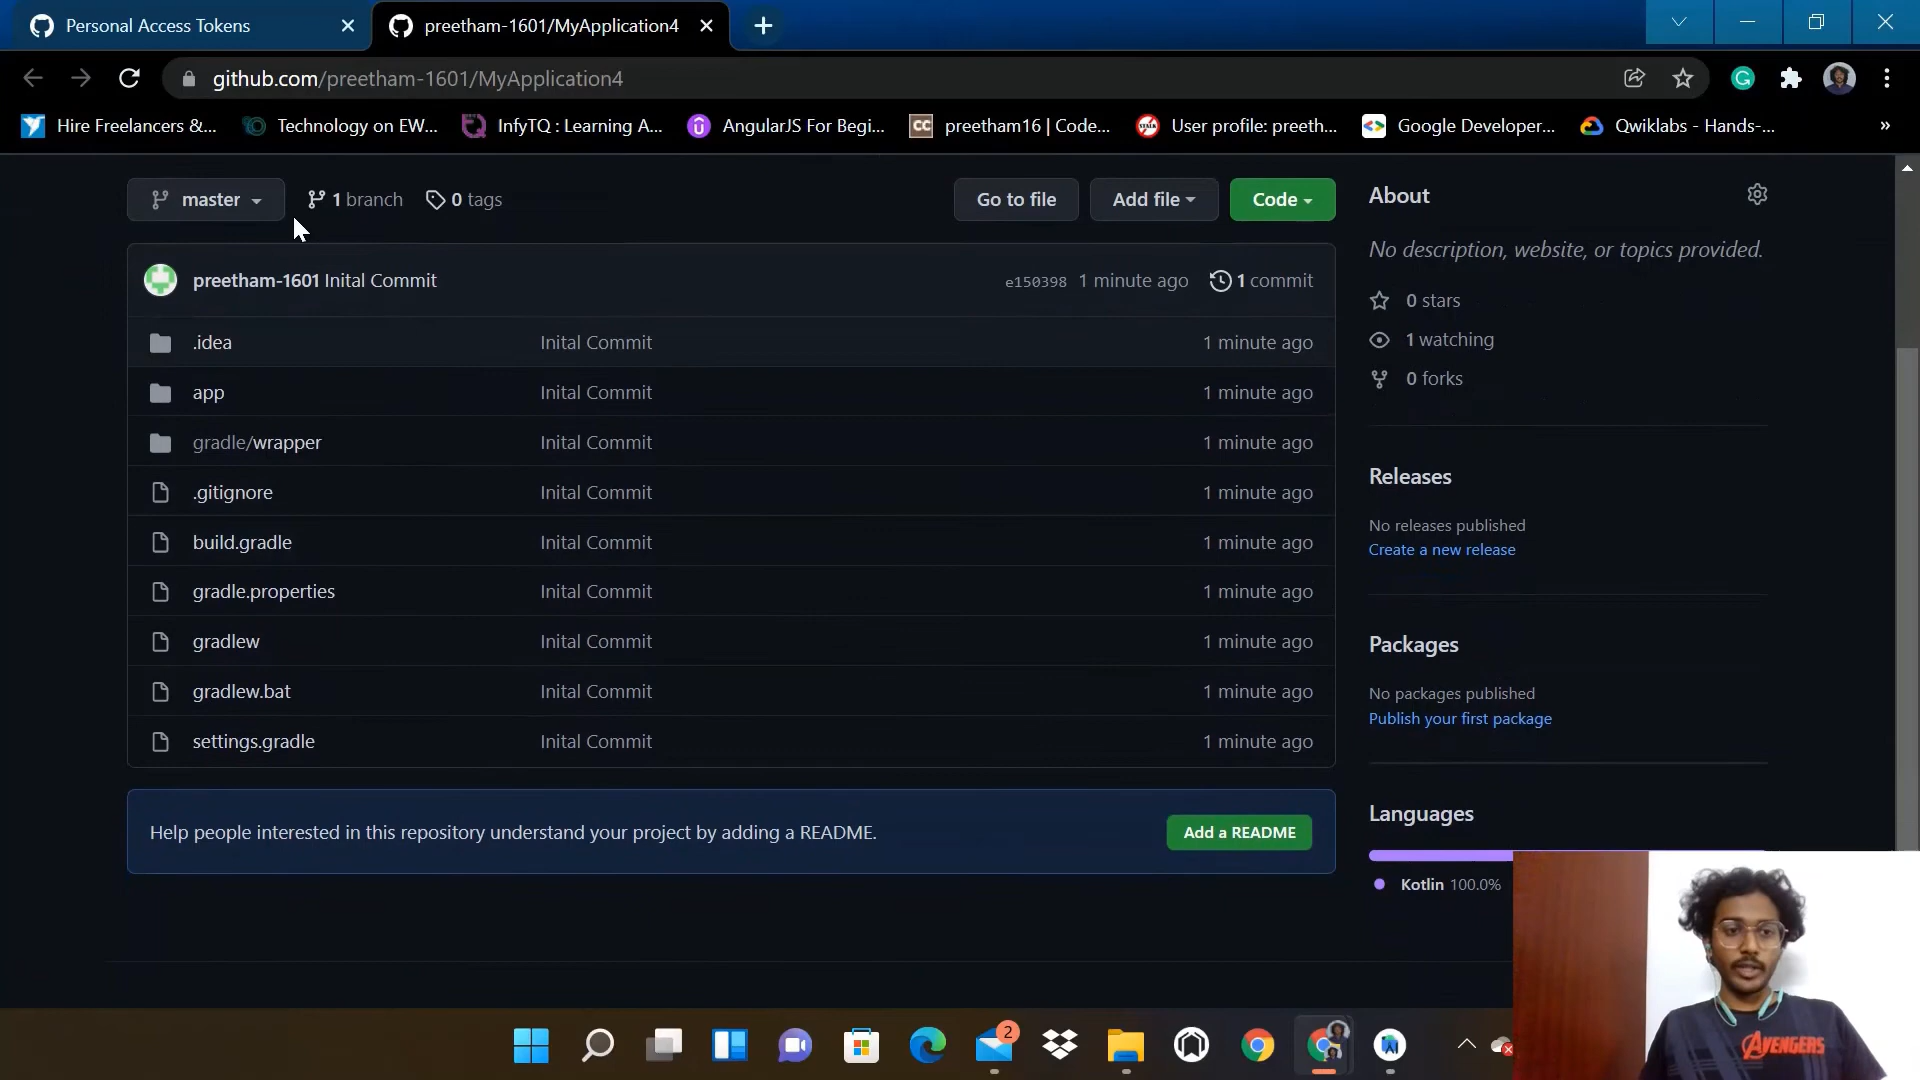 Personal Access Tokens
preetham-1601/MyApplication4
github.com/preetham-1601/MyApplication4
Hire Freelancers &...
Technology on EW...
InfyTQ : Learning A...
AngularJS For Begi...
CC preetham16 | Code...
User profile: preeth...
Google Developer...
Qwiklabs - Hands-...
»
master
1 branch
0 tags
Go to file
Add file
Code
preetham-1601 Inital Commit
e150398 1 minute ago
1 commit
.idea Inital Commit 1 minute ago
app Inital Commit 1 minute ago
gradle/wrapper Inital Commit 1 minute ago
.gitignore Inital Commit 1 minute ago
build.gradle Inital Commit 1 minute ago
gradle.properties Inital Commit 1 minute ago
gradlew Inital Commit 1 minute ago
gradlew.bat Inital Commit 1 minute ago
settings.gradle Inital Commit 1 minute ago
Help people interested in this repository understand your project by adding a README.
Add a README
About
No description, website, or topics provided.
0 stars
1 watching
0 forks
Releases
No releases published
Create a new release
Packages
No packages published
Publish your first package
Languages
Kotlin 100.0%
2
AVENGERS